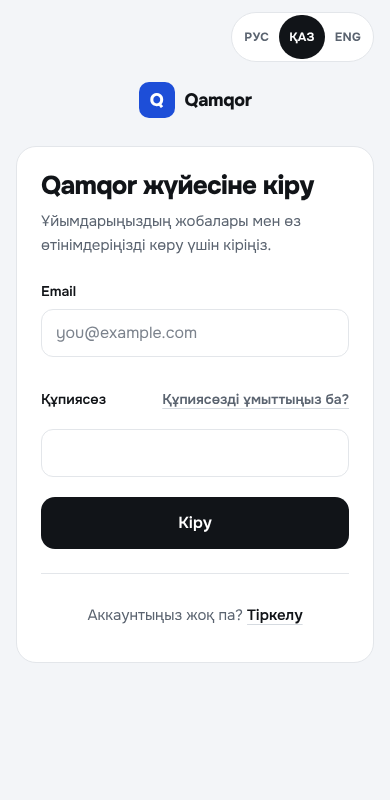 РУС ҚАЗ ENG
Q Qamqor
Qamqor жүйесіне кіру
Ұйымдарыңыздың жобалары мен өз
өтінімдеріңізді көру үшін кіріңіз.
Email
you@example.com
Құпиясөз Құпиясөзді ұмыттыңыз ба?
Кіру
Аккаунтыңыз жоқ па? Тіркелу